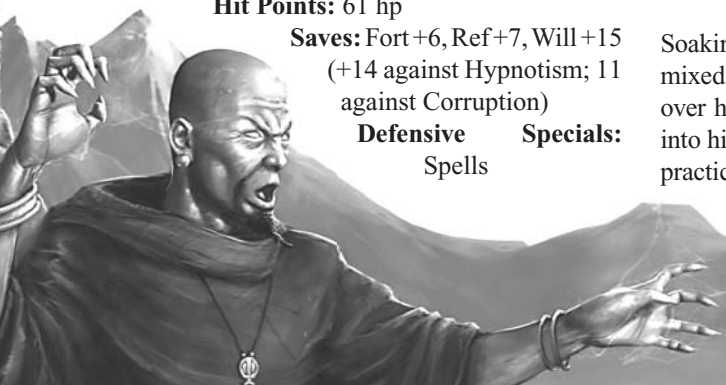 Hit Points: 61 hp
Saves: Fort +6, Ref +7, Will +15
(+14 against Hypnotism; 11
against Corruption)
Defensive Specials:
Spells
Soakin
mixed
over h
into hi
practic